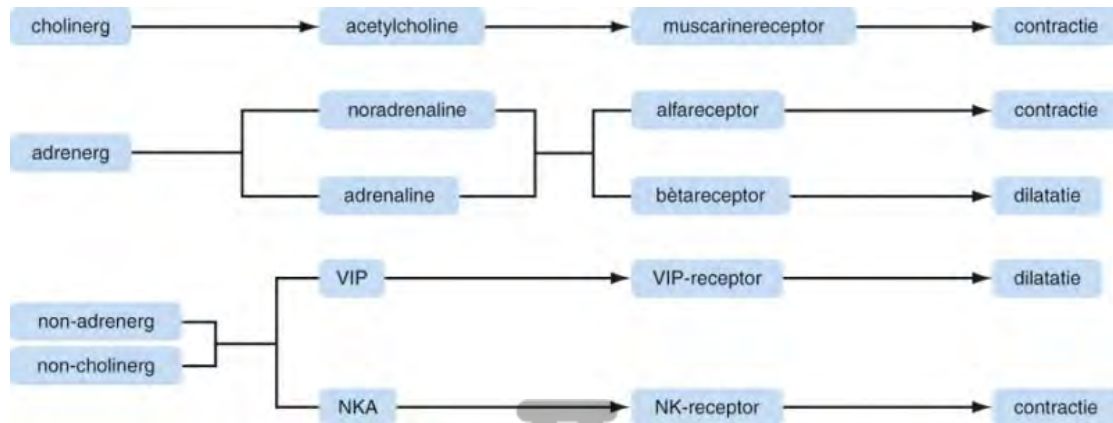 cholinerg acetylcholine muscarinereceptor contractie
noradrenaline alfareceptor contractie
adrenerg
adrenaline bètareceptor dilatatie
VIP VIP-receptor dilatatie
non-adrenerg
non-cholinerg
NKA NK-receptor contractie